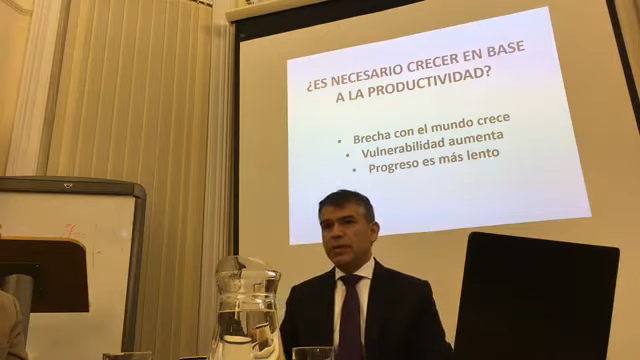 ¿ES NECESARIO CRECER EN BASE
A LA PRODUCTIVIDAD?
• Brecha con el mundo crece
• Vulnerabilidad aumenta
• Progreso es más lento